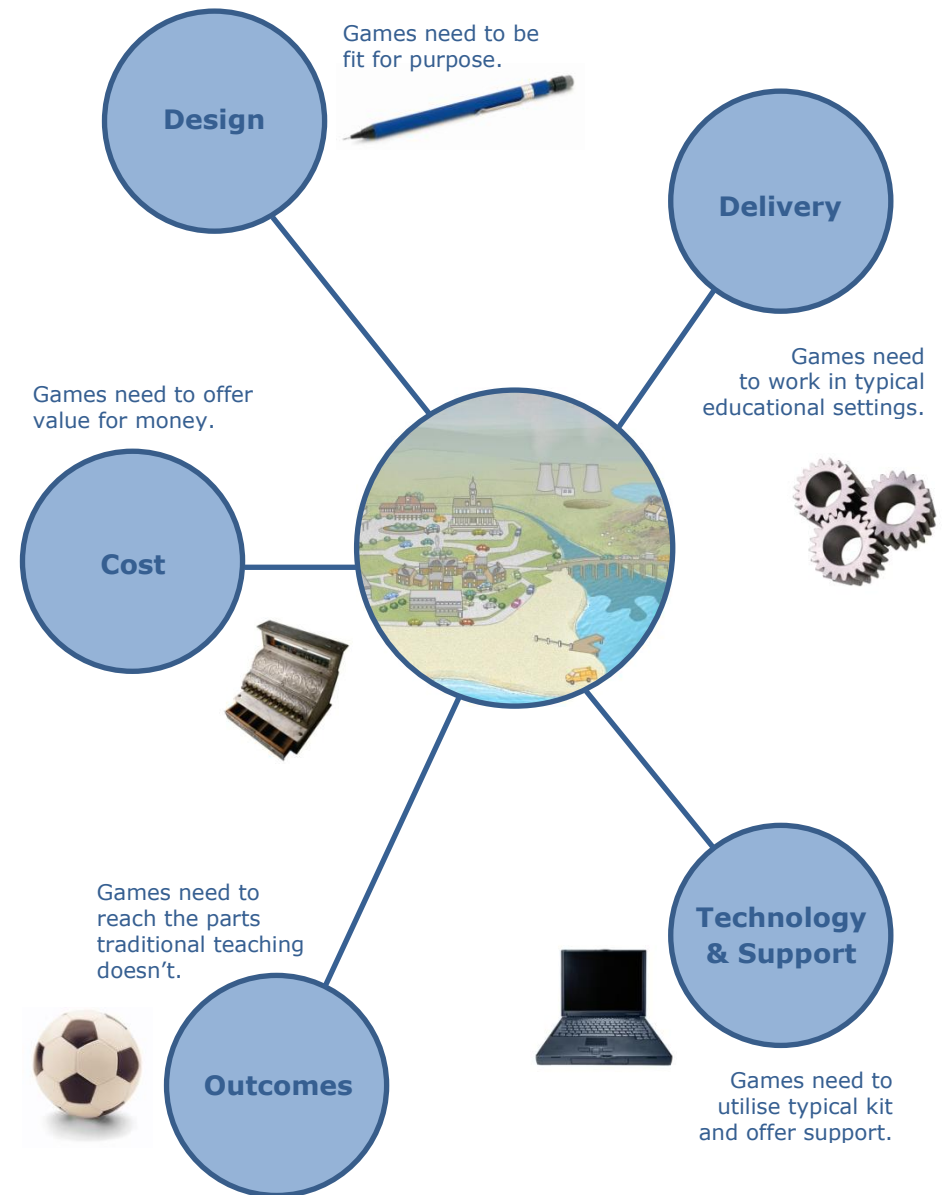 Games need to be
fit for purpose.
Design
Delivery
Games need
to work in typical
educational settings.
Games need to offer
value for money.
Cost
Games need to
reach the parts
traditional teaching
doesn’t.
Technology
& Support
Outcomes
Games need to
utilise typical kit
and offer support.